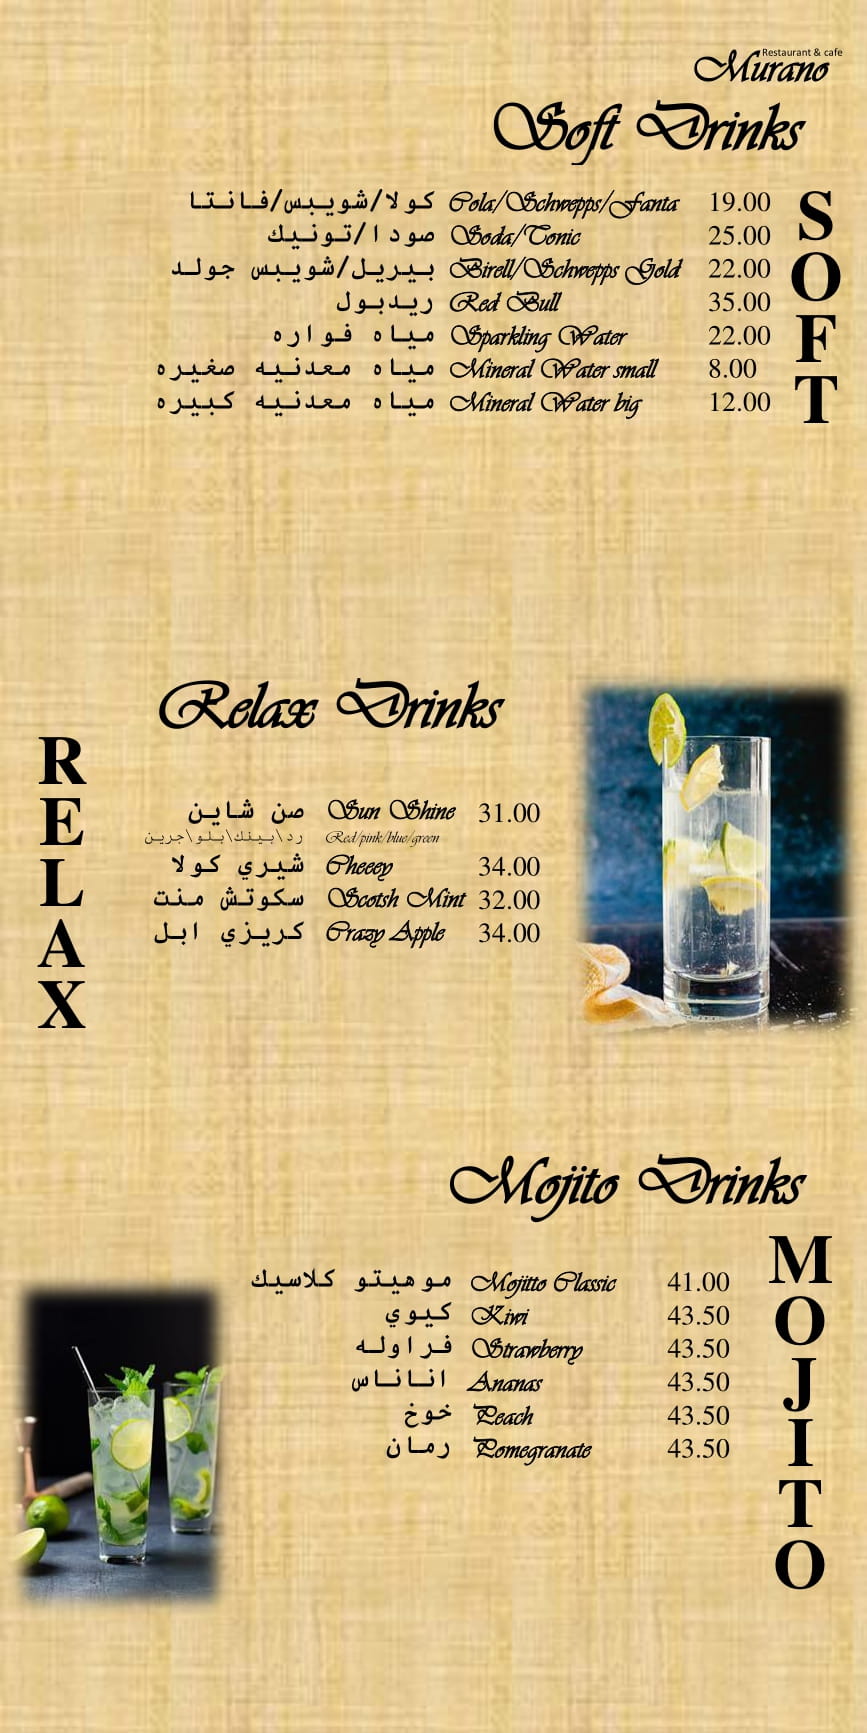 Restaurant & cafe
Murano
Soft Drinks
كولا/شويبس/فانتا Cola/Schwepps/Fanta 19.00
صودا/تونيك Soda/Tonic 25.00
بيريل/شويبس جولد Birell/Schwepps Gold 22.00
ريدبول Red Bull 35.00
مياه فواره Sparkling Water 22.00
مياه معدنيه صغيره Mineral Water small 8.00
مياه معدنيه كبيره Mineral Water big 12.00
SOFT
Relax Drinks
RELAX
صن شاين Sun Shine 31.00
رد\بينك\بلو\جرين Red/pink/blue/green
شيري كولا Cheeey 34.00
سكوتش منت Scotsh Mint 32.00
كريزي ابل Crazy Apple 34.00
Mojito Drinks
موهيتو كلاسيك Mojitto Classic 41.00
كيوي Kiwi 43.50
فراوله Strawberry 43.50
اناناس Ananas 43.50
خوخ Peach 43.50
رمان Pomegranate 43.50
MOJITO